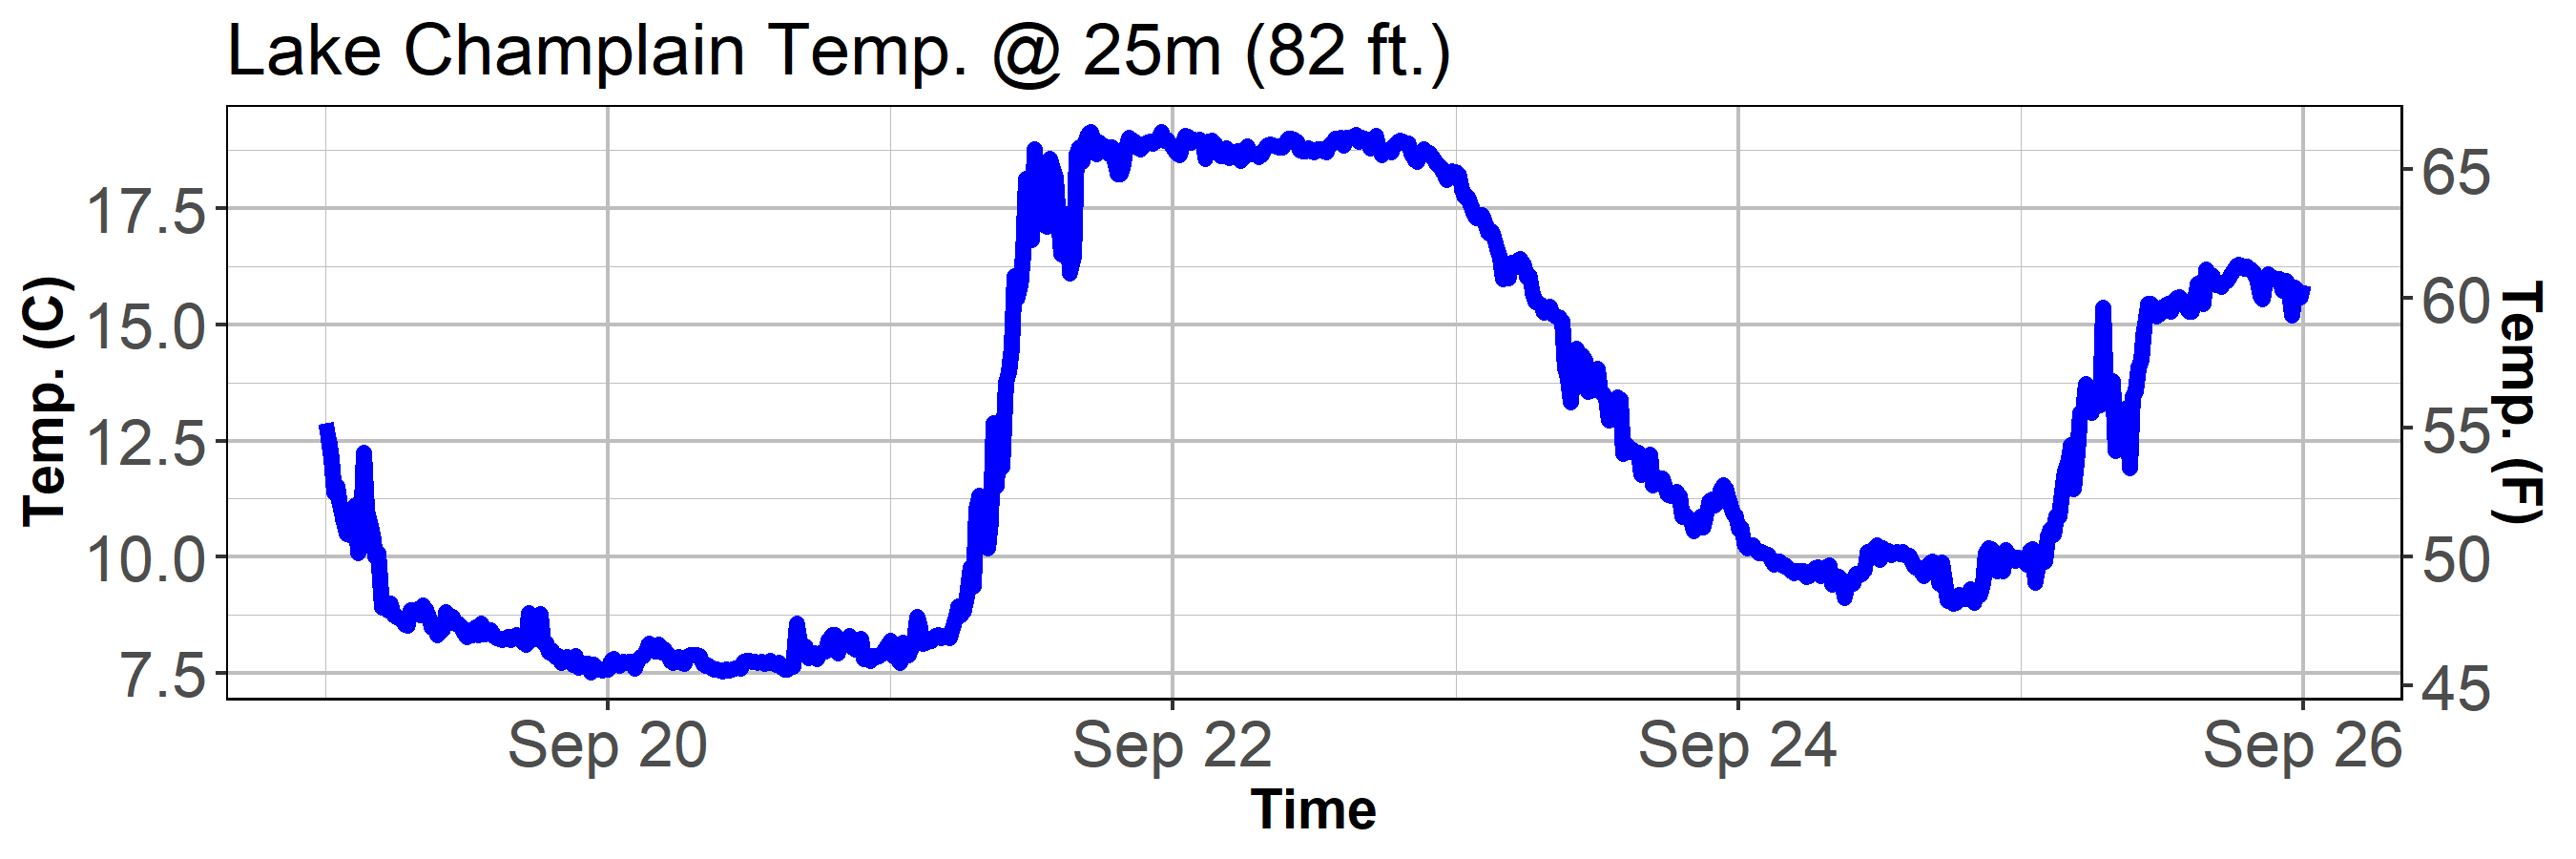 Lake Champlain Temp. @ 25m (82 ft.)
Temp. (C)
17.5
15.0
12.5
10.0
7.5
65
60
55
50
45
Temp. (F)
Sep 20
Sep 22
Sep 24
Sep 26
Time